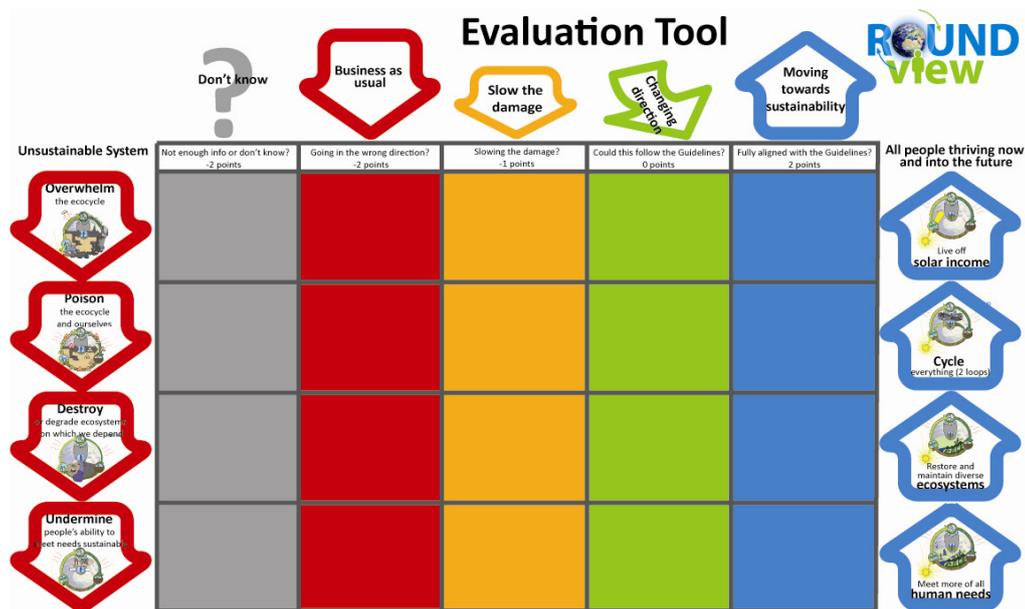 Evaluation Tool
ROUND
view
Don't know
Business as
usual
Slow the
damage
Changing
direction
Moving
towards
sustainability
Unsustainable System
Not enough info or don't know?
-2 points
Going in the wrong direction?
-2 points
Slowing the damage?
-1 points
Could this follow the Guidelines?
0 points
Fully aligned with the Guidelines?
2 points
All people thriving now
and into the future
Overwhelm
the ecocycle
Live off
solar income
Poison
the ecocycle
and ourselves
Cycle
everything (2 loops)
Destroy
or degrade ecosystems
on which we depend
Restore and
maintain diverse
ecosystems
Undermine
people's ability to
meet needs sustainably
Meet more of all
human needs